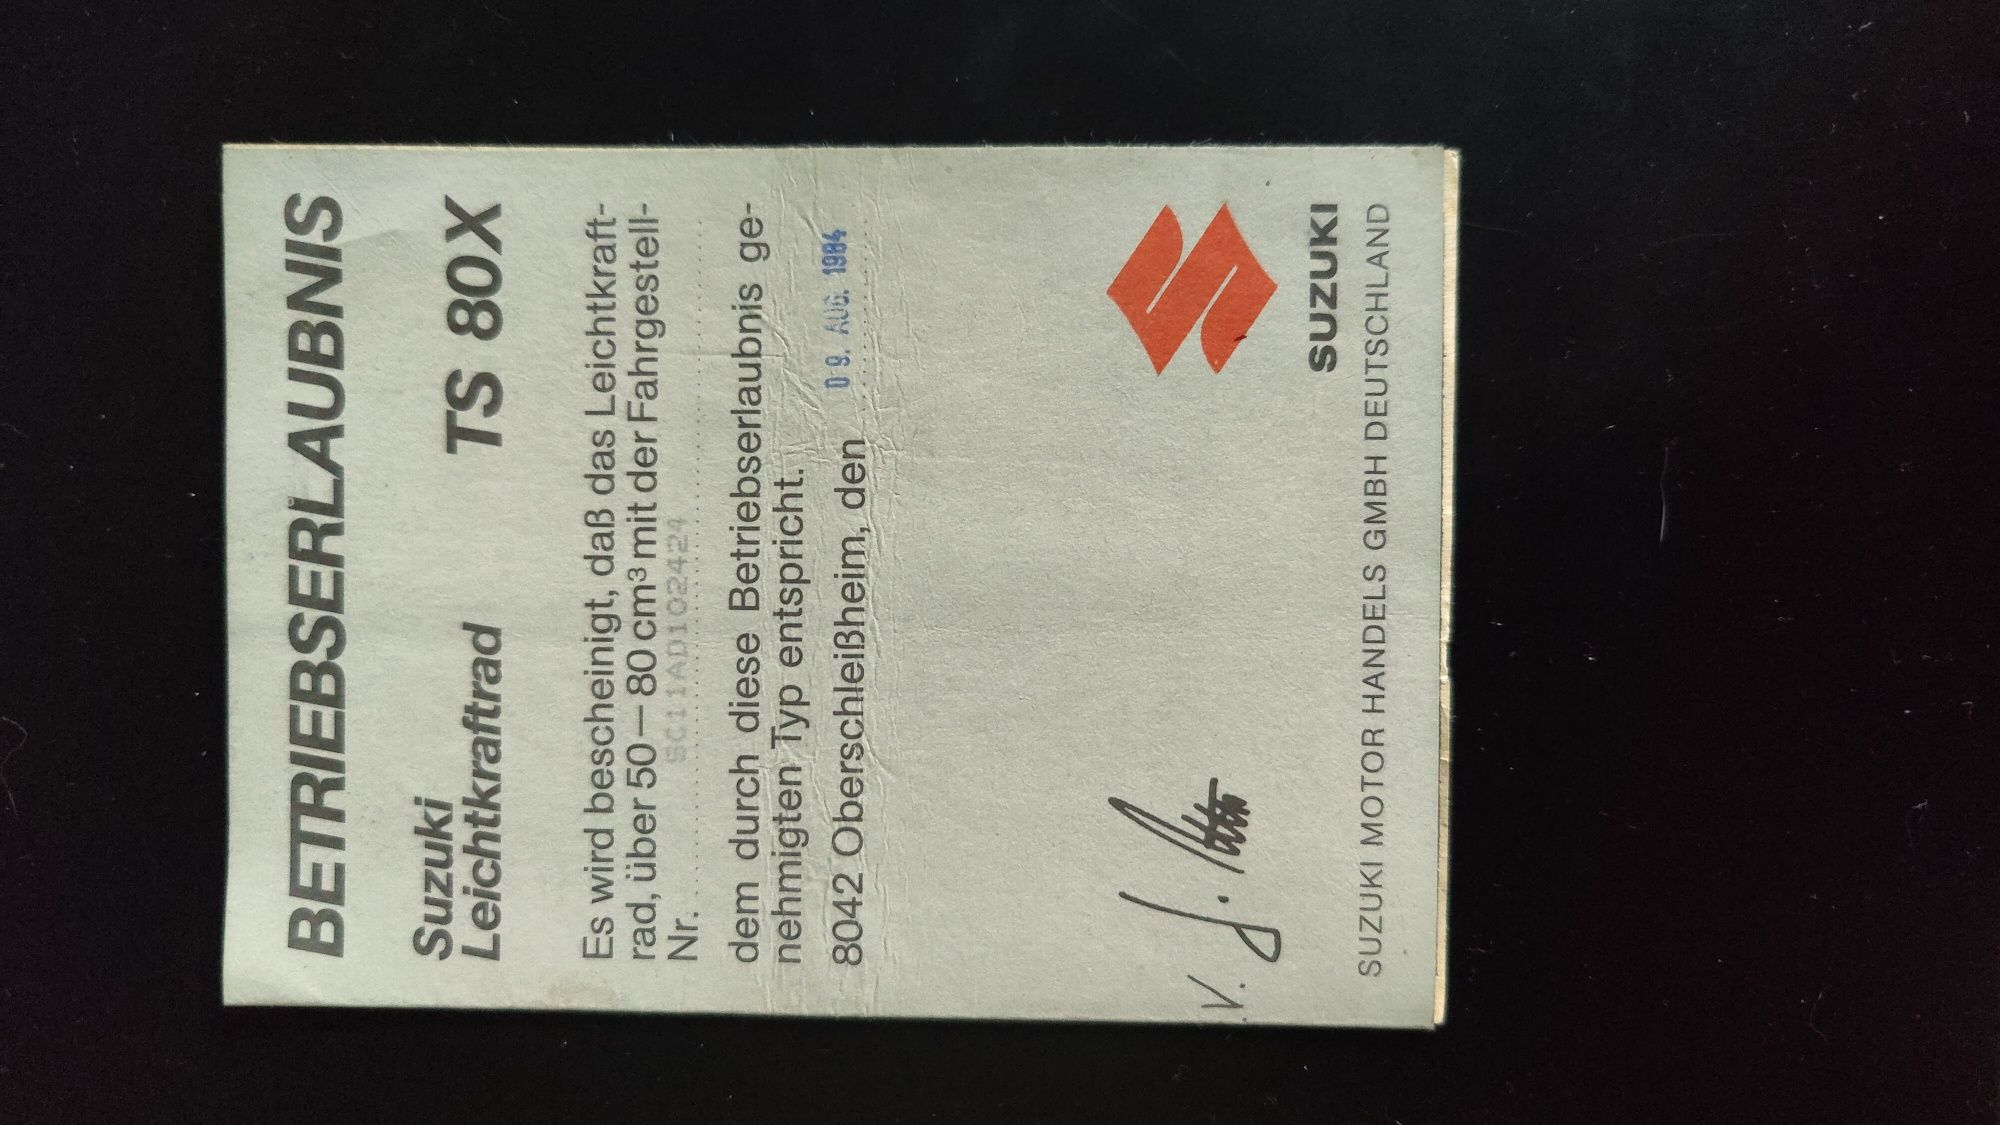 BETRIEBSERLAUBNIS
Suzuki
Leichtkraftrad TS 80X
Es wird bescheinigt, daß das Leichtkraft-
rad, über 50—80 cm³ mit der Fahrgestell-
Nr. SC11AD102424
dem durch diese Betriebserlaubnis ge-
nehmigten Typ entspricht.
8042 Oberschleißheim, den 09. AUG. 1984
SUZUKI
SUZUKI MOTOR HANDELS GMBH DEUTSCHLAND